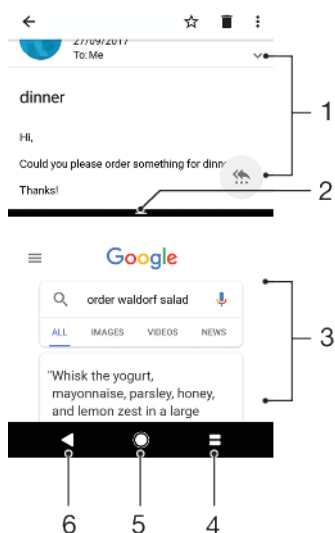 27/09/2017
To: Me
dinner
1
Hi,
Could you please order something for
Thanks!
2
Google
order waldorf salad
ALL IMAGES VIDEOS NEWS
3
"Whisk the yogurt,
mayonnaise, parsley, honey,
and lemon zest in a large
6 5 4